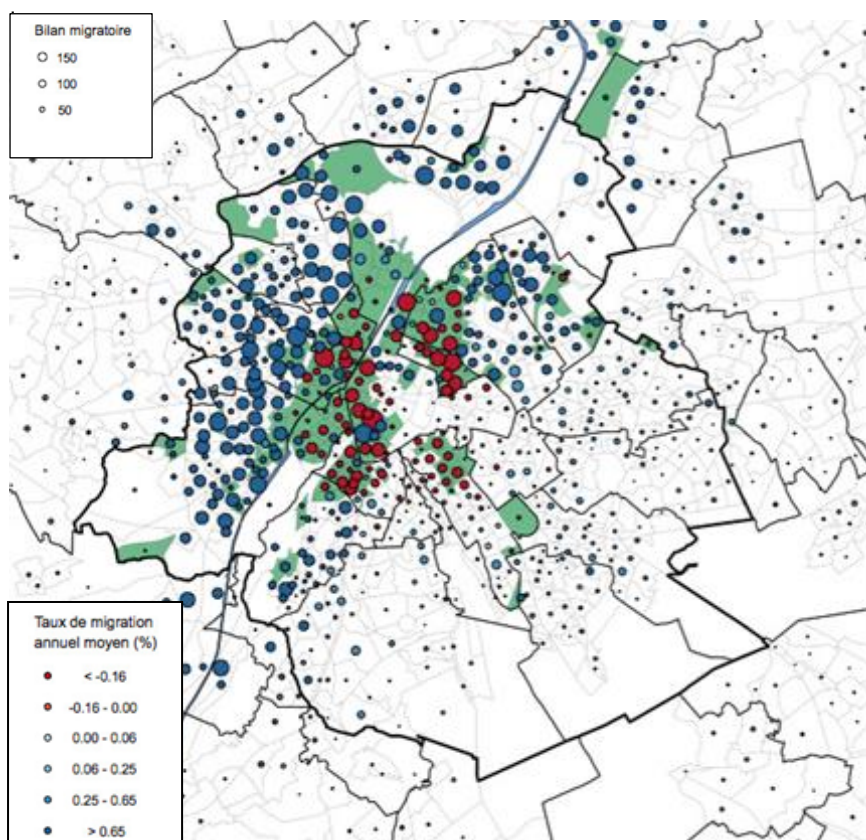 Bilan migratoire
150
100
50
Taux de migration
annuel moyen (%)
< -0.16
-0.16 - 0.00
0.00 - 0.06
0.06 - 0.25
0.25 - 0.65
> 0.65